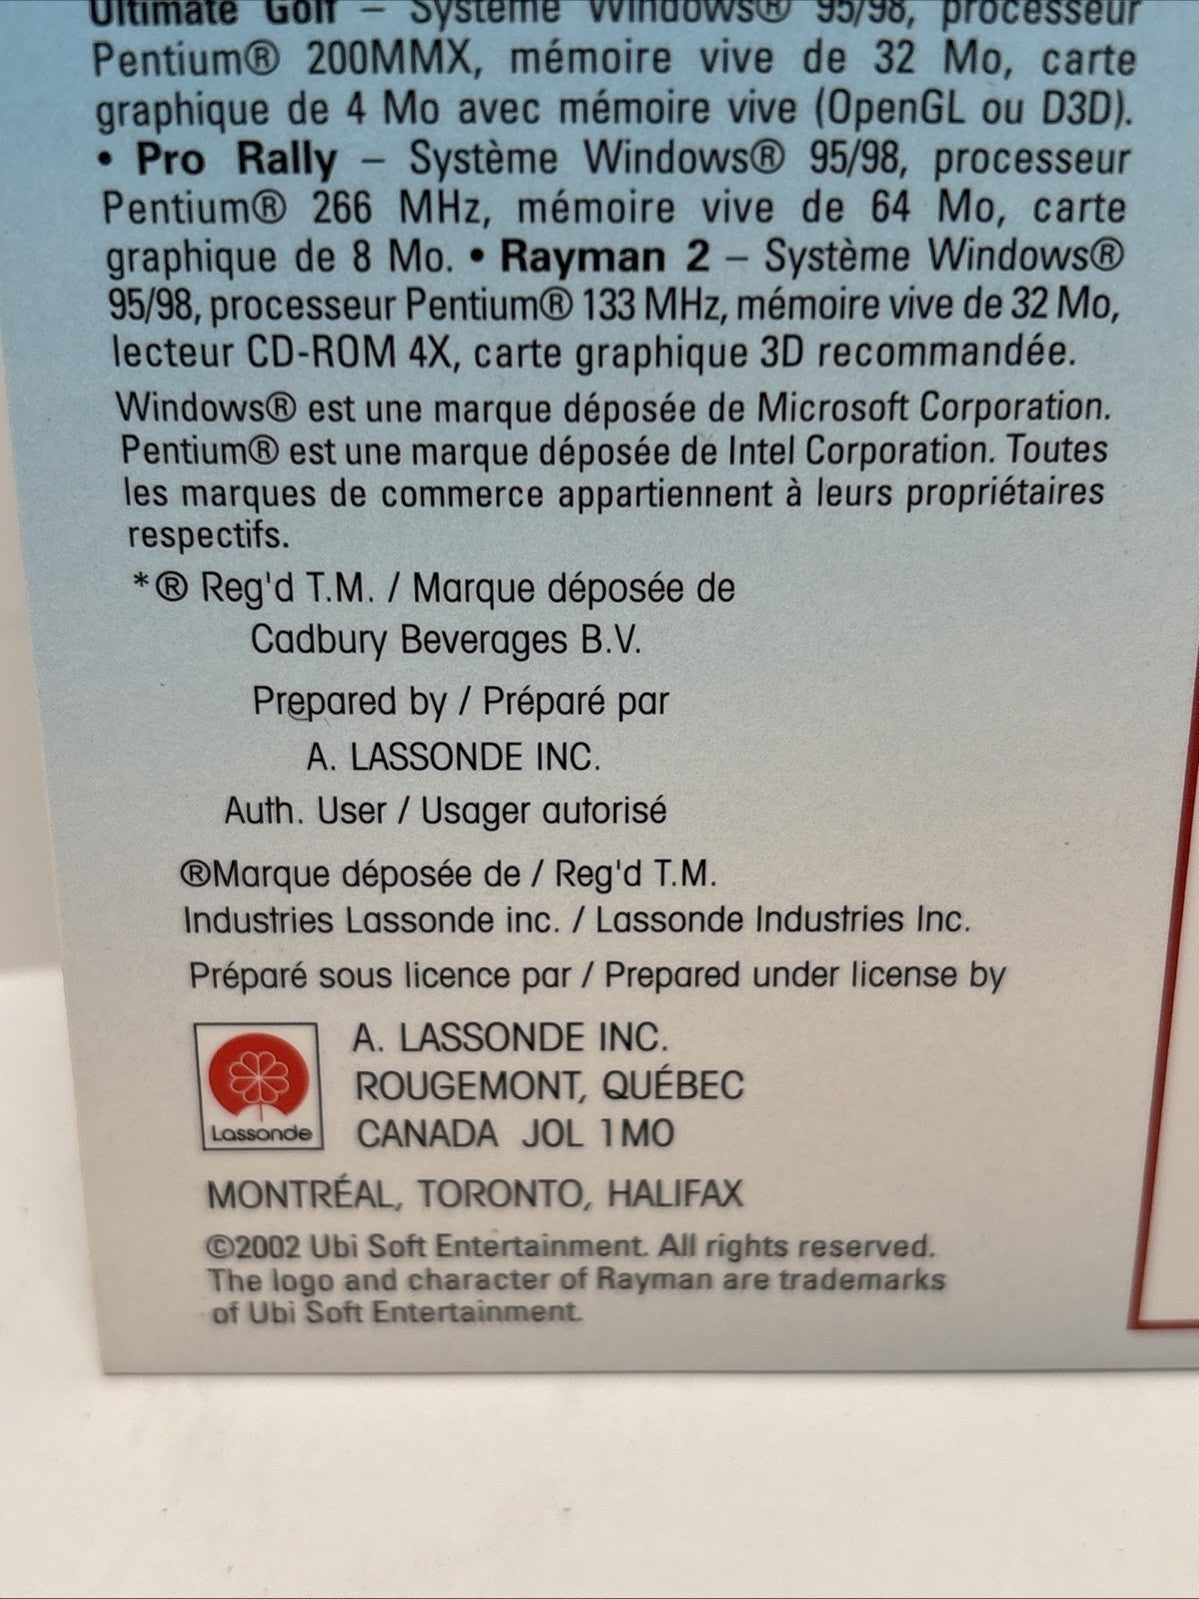 Ultimate Golf – Système Windows® 95/98, processeur
Pentium® 200MMX, mémoire vive de 32 Mo, carte
graphique de 4 Mo avec mémoire vive (OpenGL ou D3D).
• Pro Rally – Système Windows® 95/98, processeur
Pentium® 266 MHz, mémoire vive de 64 Mo, carte
graphique de 8 Mo. • Rayman 2 – Système Windows®
95/98, processeur Pentium® 133 MHz, mémoire vive de 32 Mo,
lecteur CD-ROM 4X, carte graphique 3D recommandée.
Windows® est une marque déposée de Microsoft Corporation.
Pentium® est une marque déposée de Intel Corporation. Toutes
les marques de commerce appartiennent à leurs propriétaires
respectifs.
*® Reg'd T.M. / Marque déposée de
Cadbury Beverages B.V.
Prepared by / Préparé par
A. LASSONDE INC.
Auth. User / Usager autorisé
®Marque déposée de / Reg'd T.M.
Industries Lassonde inc. / Lassonde Industries Inc.
Préparé sous licence par / Prepared under license by
A. LASSONDE INC.
ROUGEMONT, QUÉBEC
CANADA JOL 1MO
Lassonde
MONTRÉAL, TORONTO, HALIFAX
©2002 Ubi Soft Entertainment. All rights reserved.
The logo and character of Rayman are trademarks
of Ubi Soft Entertainment.